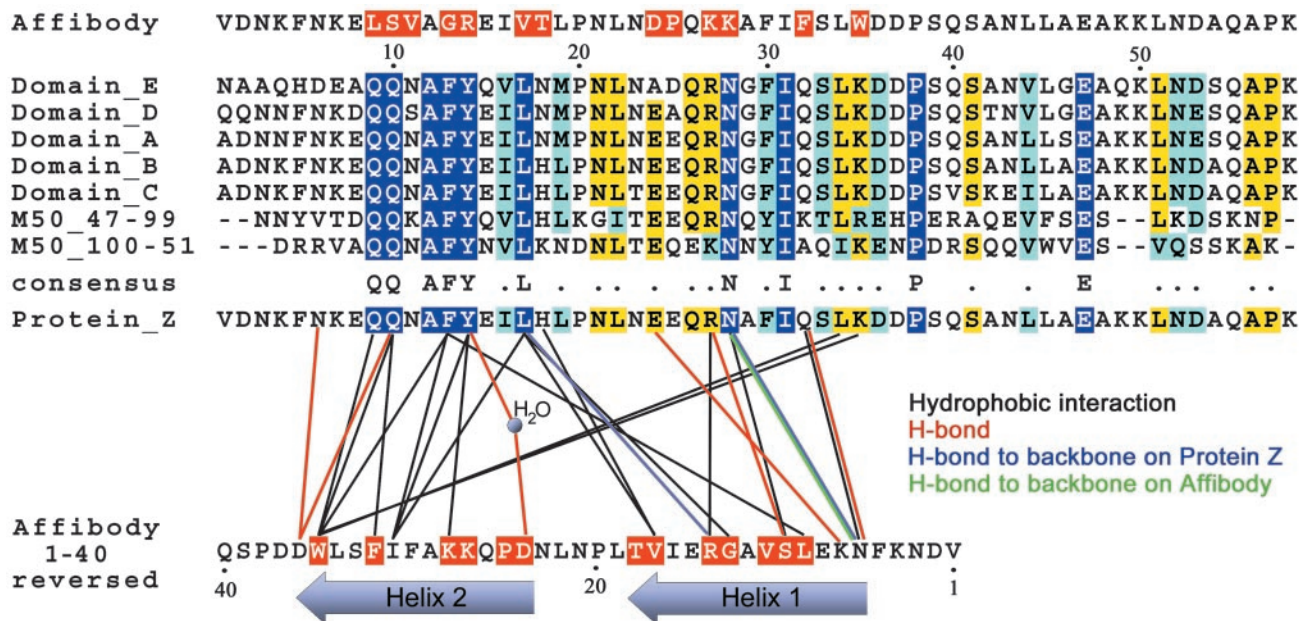 Affibody VDNKFNKELSVAGREIVTLPNLNDPQKKAFIFSLWDDPSQSANLLAEAKKLNDAQAPK
10 20 30 40 50
Domain_E NAAQHDEAQQNAFYQVLNMPNLNADQRNGFIQSLKDDPSQSANVLGEAQKLNDSQAPK
Domain_D QQNNFNKDQQSAFYEILNMPNLNEAQRNGFIQSLKDDPSQSTNVLGEAKKLNESQAPK
Domain_A ADNNFNKEQQNAFYEILNMPNLNEEQRNGFIQSLKDDPSQSANLLSEAKKLNESQAPK
Domain_B ADNKFNKEQQNAFYEILHLPNLNEEQRNGFIQSLKDDPSQSANLLAEAKKLNDAQAPK
Domain_C ADNKFNKEQQNAFYEILHLPNLTEEQRNGFIQSLKDDPSVSKEILAEAKKLNDAQAPK
M50_47-99 --NNYVTDQQKAFYQVLHLKGITEEQRNQYIKTLREHPERAQEVFSES--LKDSKNP-
M50_100-51 ---DRRVAQQNAFYNVLKNDNLTEQEKNNYIAQIKENPDRSQQVWVES--VQSSKAK-
consensus QQ AFY .L . .. . .. N .I .... P . . E ... ..
Protein_Z VDNKFNKEQQNAFYEILHLPNLNEEQRNAFIQSLKDDPSQSANLLAEAKKLNDAQAPK
H2O
Hydrophobic interaction
H-bond
H-bond to backbone on Protein Z
H-bond to backbone on Affibody
Affibody
1-40
reversed
QSPDDWLSFIFAKKQPDNLNPLTVIERGAVSLEKNFKNDV
40 20 1
Helix 2 Helix 1